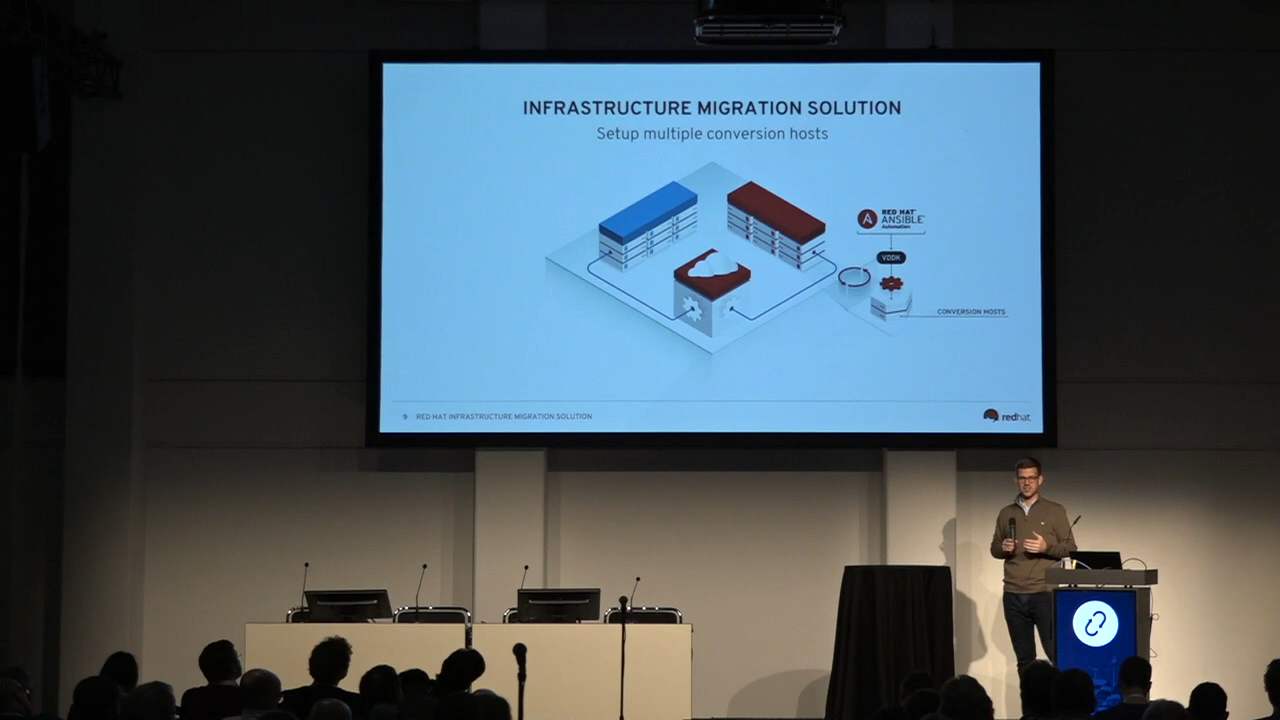 INFRASTRUCTURE MIGRATION SOLUTION
Setup multiple conversion hosts
RED HAT
ANSIBLE
Automation
VDDK
CONVERSION HOSTS
9 RED HAT INFRASTRUCTURE MIGRATION SOLUTION
redhat.